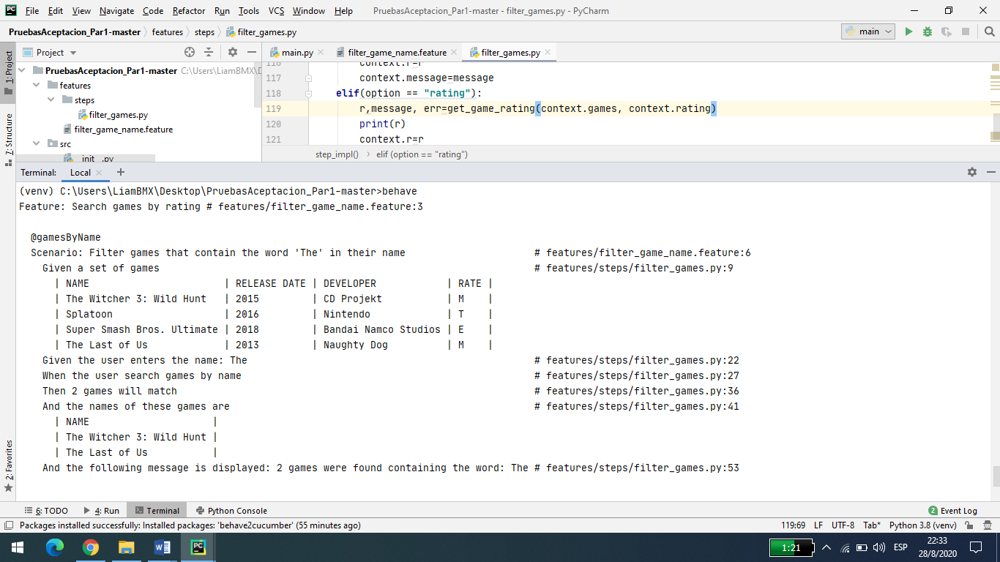 PC File Edit View Navigate Code Refactor Run Tools VCS Window Help PruebasAceptacion_Par1-master - filter_games.py - PyCharm
PruebasAceptacion_Par1-master features steps filter_games.py main
1: Project
7: Structure
2: Favorites
Project main.py filter_game_name.feature filter_games.py
PruebasAceptacion_Par1-master C:\Users\LiamBMX\D
features
steps
filter_games.py
filter_game_name.feature
src
__init__.py
116 context.r=r
117 context.message=message
118 elif(option == "rating"):
119 r,message, err=get_game_rating(context.games, context.rating)
120 print(r)
121 context.r=r
step_impl() elif (option == "rating")
Terminal: Local +
(venv) C:\Users\LiamBMX\Desktop\PruebasAceptacion_Par1-master>behave
Feature: Search games by rating # features/filter_game_name.feature:3
@gamesByName
Scenario: Filter games that contain the word 'The' in their name # features/filter_game_name.feature:6
Given a set of games # features/steps/filter_games.py:9
| NAME | RELEASE DATE | DEVELOPER | RATE |
| The Witcher 3: Wild Hunt | 2015 | CD Projekt | M |
| Splatoon | 2016 | Nintendo | T |
| Super Smash Bros. Ultimate | 2018 | Bandai Namco Studios | E |
| The Last of Us | 2013 | Naughty Dog | M |
Given the user enters the name: The # features/steps/filter_games.py:22
When the user search games by name # features/steps/filter_games.py:27
Then 2 games will match # features/steps/filter_games.py:36
And the names of these games are # features/steps/filter_games.py:41
| NAME |
| The Witcher 3: Wild Hunt |
| The Last of Us |
And the following message is displayed: 2 games were found containing the word: The # features/steps/filter_games.py:53
6: TODO 4: Run Terminal Python Console 2 Event Log
Packages installed successfully: Installed packages: 'behave2cucumber' (55 minutes ago) 119:69 LF UTF-8 Tab* Python 3.8 (venv)
1:21 ESP 22:33
28/8/2020